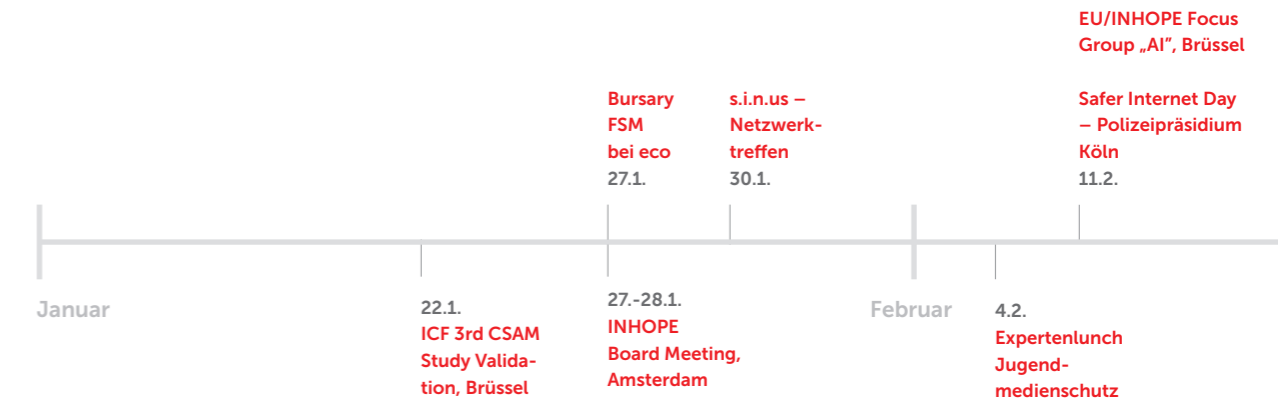 EU/INHOPE Focus
Group „AI”, Brüssel
Bursary
FSM
bei eco
27.1.
s.i.n.us –
Netzwerk-
treffen
30.1.
Safer Internet Day
– Polizeipräsidium
Köln
11.2.
Januar
22.1.
ICF 3rd CSAM
Study Valida-
tion, Brüssel
27.-28.1.
INHOPE
Board Meeting,
Amsterdam
Februar
4.2.
Expertenlunch
Jugend-
medienschutz